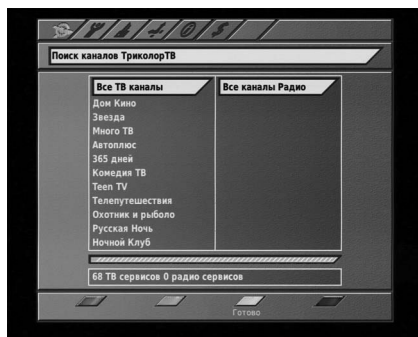 Поиск каналов ТриколорТВ
Все ТВ каналы
Все каналы Радио
Дом Кино
Звезда
Много ТВ
Автоплюс
365 дней
Комедия ТВ
Teen TV
Телепутешествия
Охотник и рыболо
Русская Ночь
Ночной Клуб
68 ТВ сервисов 0 радио сервисов
Готово